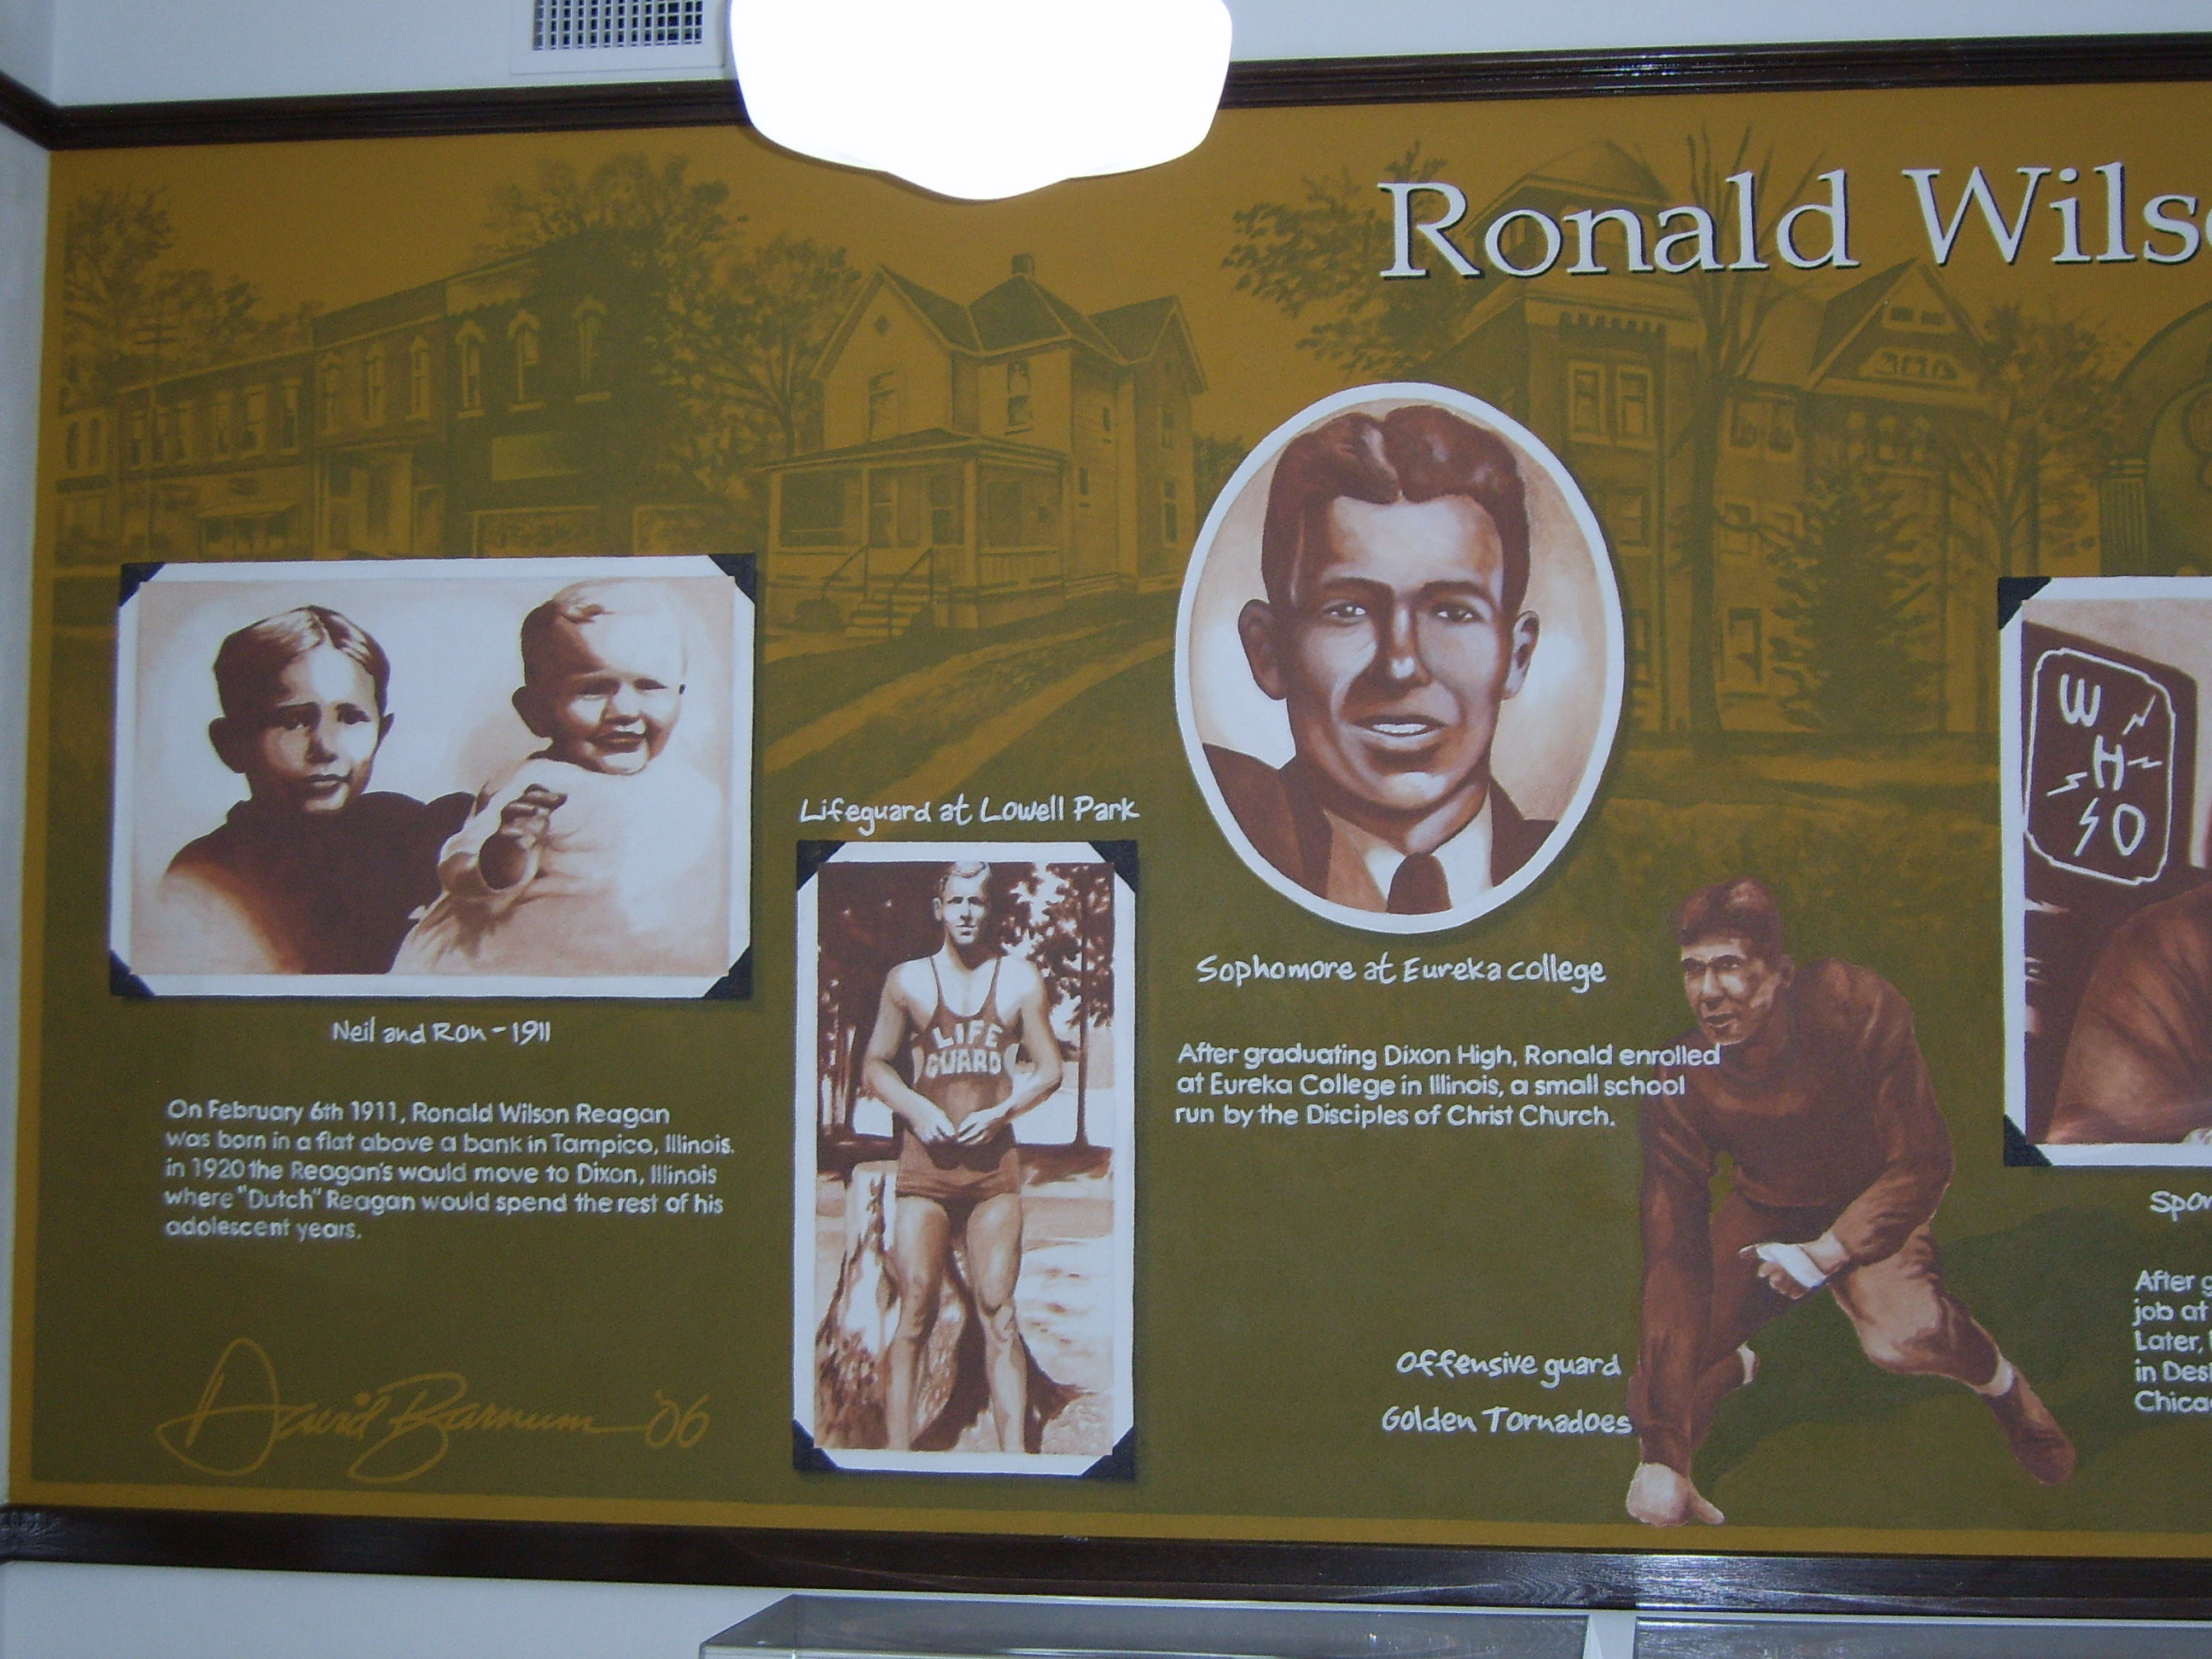 Ronald Wils
Neil and Ron - 1911
On February 6th 1911, Ronald Wilson Reagan
was born in a flat above a bank in Tampico, Illinois.
in 1920 the Reagan's would move to Dixon, Illinois
where "Dutch" Reagan would spend the rest of his
adolescent years.
David Barnum '06
Lifeguard at Lowell Park
LIFE
GUARD
Sophomore at Eureka college
After graduating Dixon High, Ronald enrolled
at Eureka College in Illinois, a small school
run by the Disciples of Christ Church.
Offensive guard
Golden Tornadoes
W
H
O
Spor
After g
job at
Later,
in Des
Chica